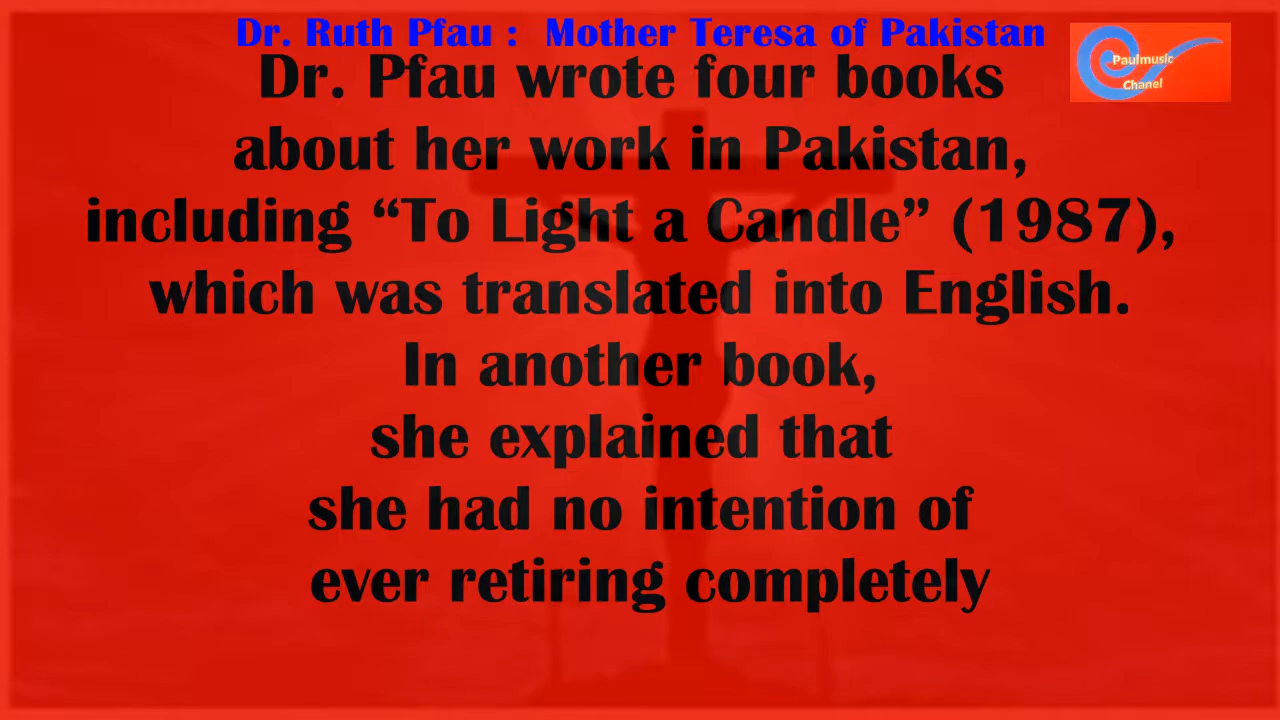 Dr. Ruth Pfau : Mother Teresa of Pakistan
Paulmusic
Chanel
Dr. Pfau wrote four books
about her work in Pakistan,
including “To Light a Candle” (1987),
which was translated into English.
In another book,
she explained that
she had no intention of
ever retiring completely